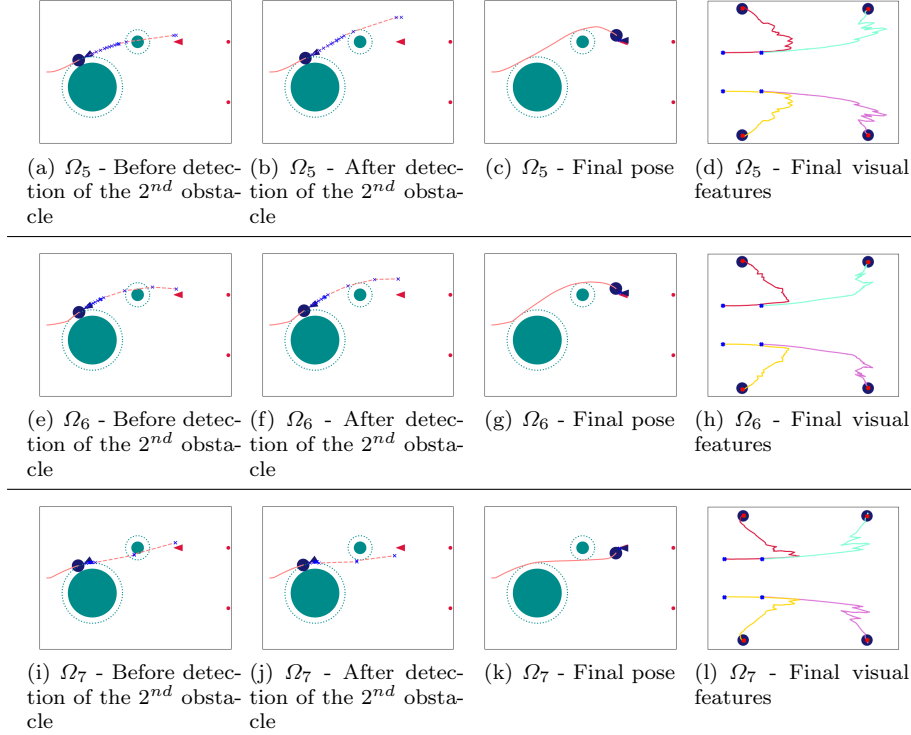 (a) Ω5 - Before detec-
tion of the 2nd obsta-
cle
(b) Ω5 - After detec-
tion of the 2nd obsta-
cle
(c) Ω5 - Final pose
(d) Ω5 - Final visual
features
(e) Ω6 - Before detec-
tion of the 2nd obsta-
cle
(f) Ω6 - After detec-
tion of the 2nd obsta-
cle
(g) Ω6 - Final pose
(h) Ω6 - Final visual
features
(i) Ω7 - Before detec-
tion of the 2nd obsta-
cle
(j) Ω7 - After detec-
tion of the 2nd obsta-
cle
(k) Ω7 - Final pose
(l) Ω7 - Final visual
features